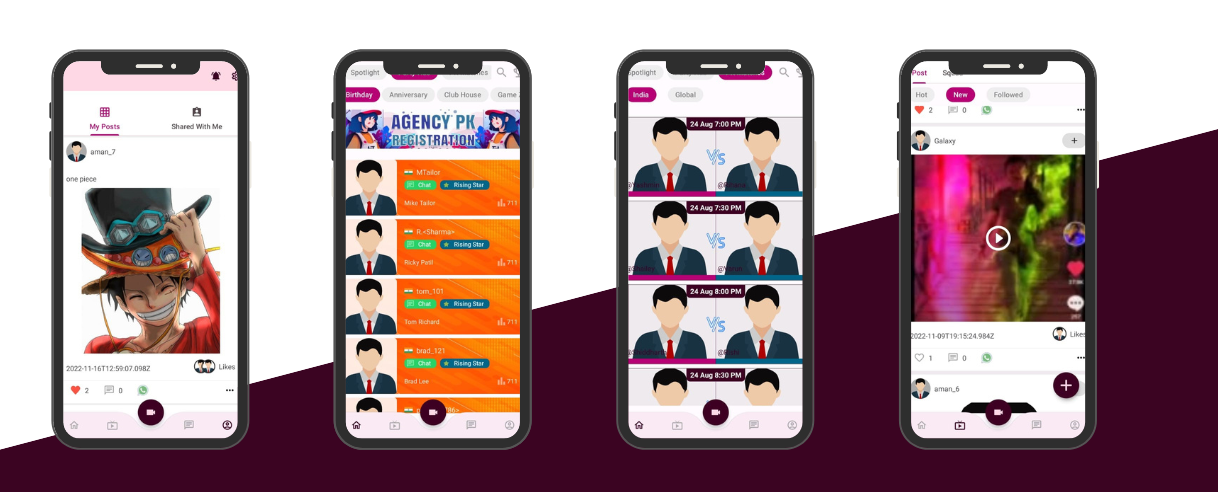 My Posts
Shared With Me
aman_7
one piece
2022-11-16T12:59:07.098Z
Likes
2
0
Spotlight
Birthday
Anniversary
Club House
Game
AGENCY PK
REGISTRATION
MTailor
Chat
Rising Star
Mike Tailor
711
R.<Sharma>
Chat
Rising Star
Ricky Patil
711
tom_101
Chat
Rising Star
Tom Richard
711
brad_121
Chat
Rising Star
Brad Lee
711
Spotlight
India
Global
24 Aug 7:00 PM
VS
24 Aug 7:30 PM
VS
24 Aug 8:00 PM
VS
24 Aug 8:30 PM
Post
Hot
New
Followed
2
0
Galaxy
2022-11-09T19:15:24.984Z
Likes
1
0
aman_6